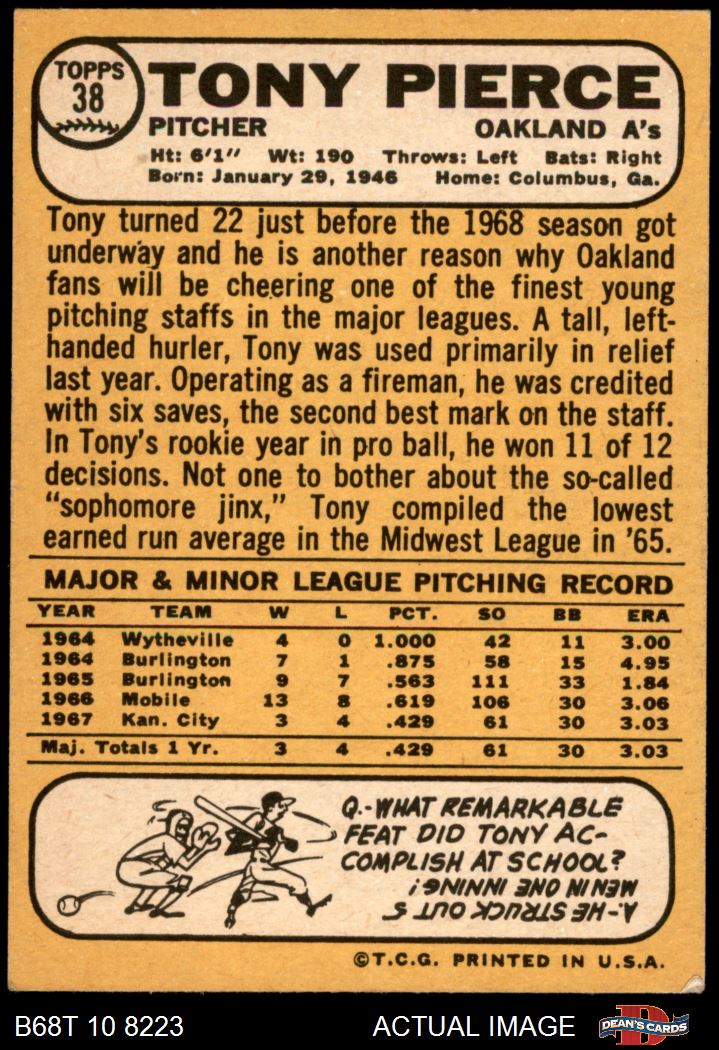 TOPPS
38
TONY PIERCE
PITCHER OAKLAND A's
Ht: 6'1" Wt: 190 Throws: Left Bats: Right
Born: January 29, 1946 Home: Columbus, Ga.
Tony turned 22 just before the 1968 season got
underway and he is another reason why Oakland
fans will be cheering one of the finest young
pitching staffs in the major leagues. A tall, left-
handed hurler, Tony was used primarily in relief
last year. Operating as a fireman, he was credited
with six saves, the second best mark on the staff.
In Tony's rookie year in pro ball, he won 11 of 12
decisions. Not one to bother about the so-called
"sophomore jinx," Tony compiled the lowest
earned run average in the Midwest League in '65.
MAJOR & MINOR LEAGUE PITCHING RECORD
YEAR TEAM W L PCT. SO BB ERA
1964 Wytheville 4 0 1.000 42 11 3.00
1964 Burlington 7 1 .875 58 15 4.95
1965 Burlington 9 7 .563 111 33 1.84
1966 Mobile 13 8 .619 106 30 3.06
1967 Kan. City 3 4 .429 61 30 3.03
Maj. Totals 1 Yr. 3 4 .429 61 30 3.03
Q.-WHAT REMARKABLE
FEAT DID TONY AC-
COMPLISH AT SCHOOL?
A.-HE STRUCK OUT 5
MEN IN ONE INNING!
©T.C.G. PRINTED IN U.S.A.
B68T 10 8223 ACTUAL IMAGE
D
DEAN'S CARDS